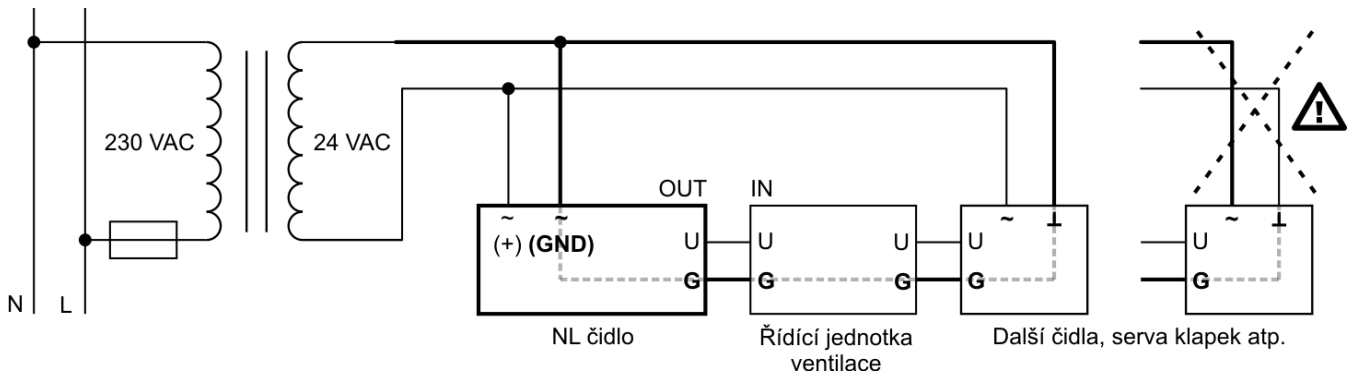 230 VAC
24 VAC
OUT IN
~ ~ ~ ⊥ ~ ⊥
(+) (GND) U U U U U
G G G G G
N L
NL čidlo
Řídící jednotka
ventilace
Další čidla, serva klapek atp.